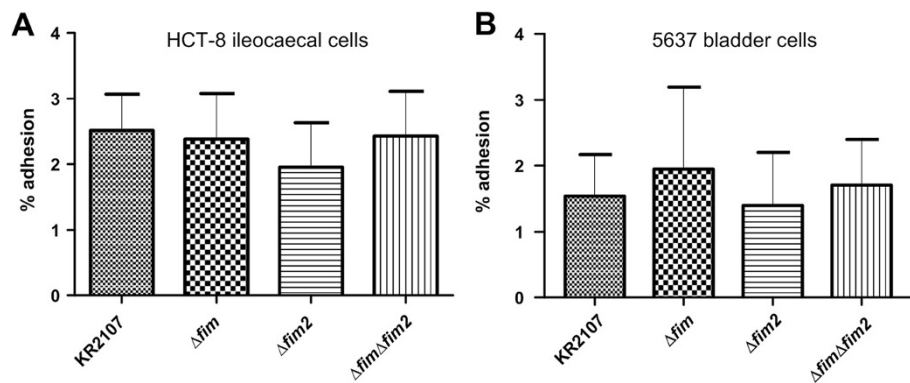 A
HCT-8 ileocaecal cells
% adhesion
4
3
2
1
0
KR2107
Δfim
Δfim2
ΔfimΔfim2
B
5637 bladder cells
% adhesion
4
3
2
1
0
KR2107
Δfim
Δfim2
ΔfimΔfim2